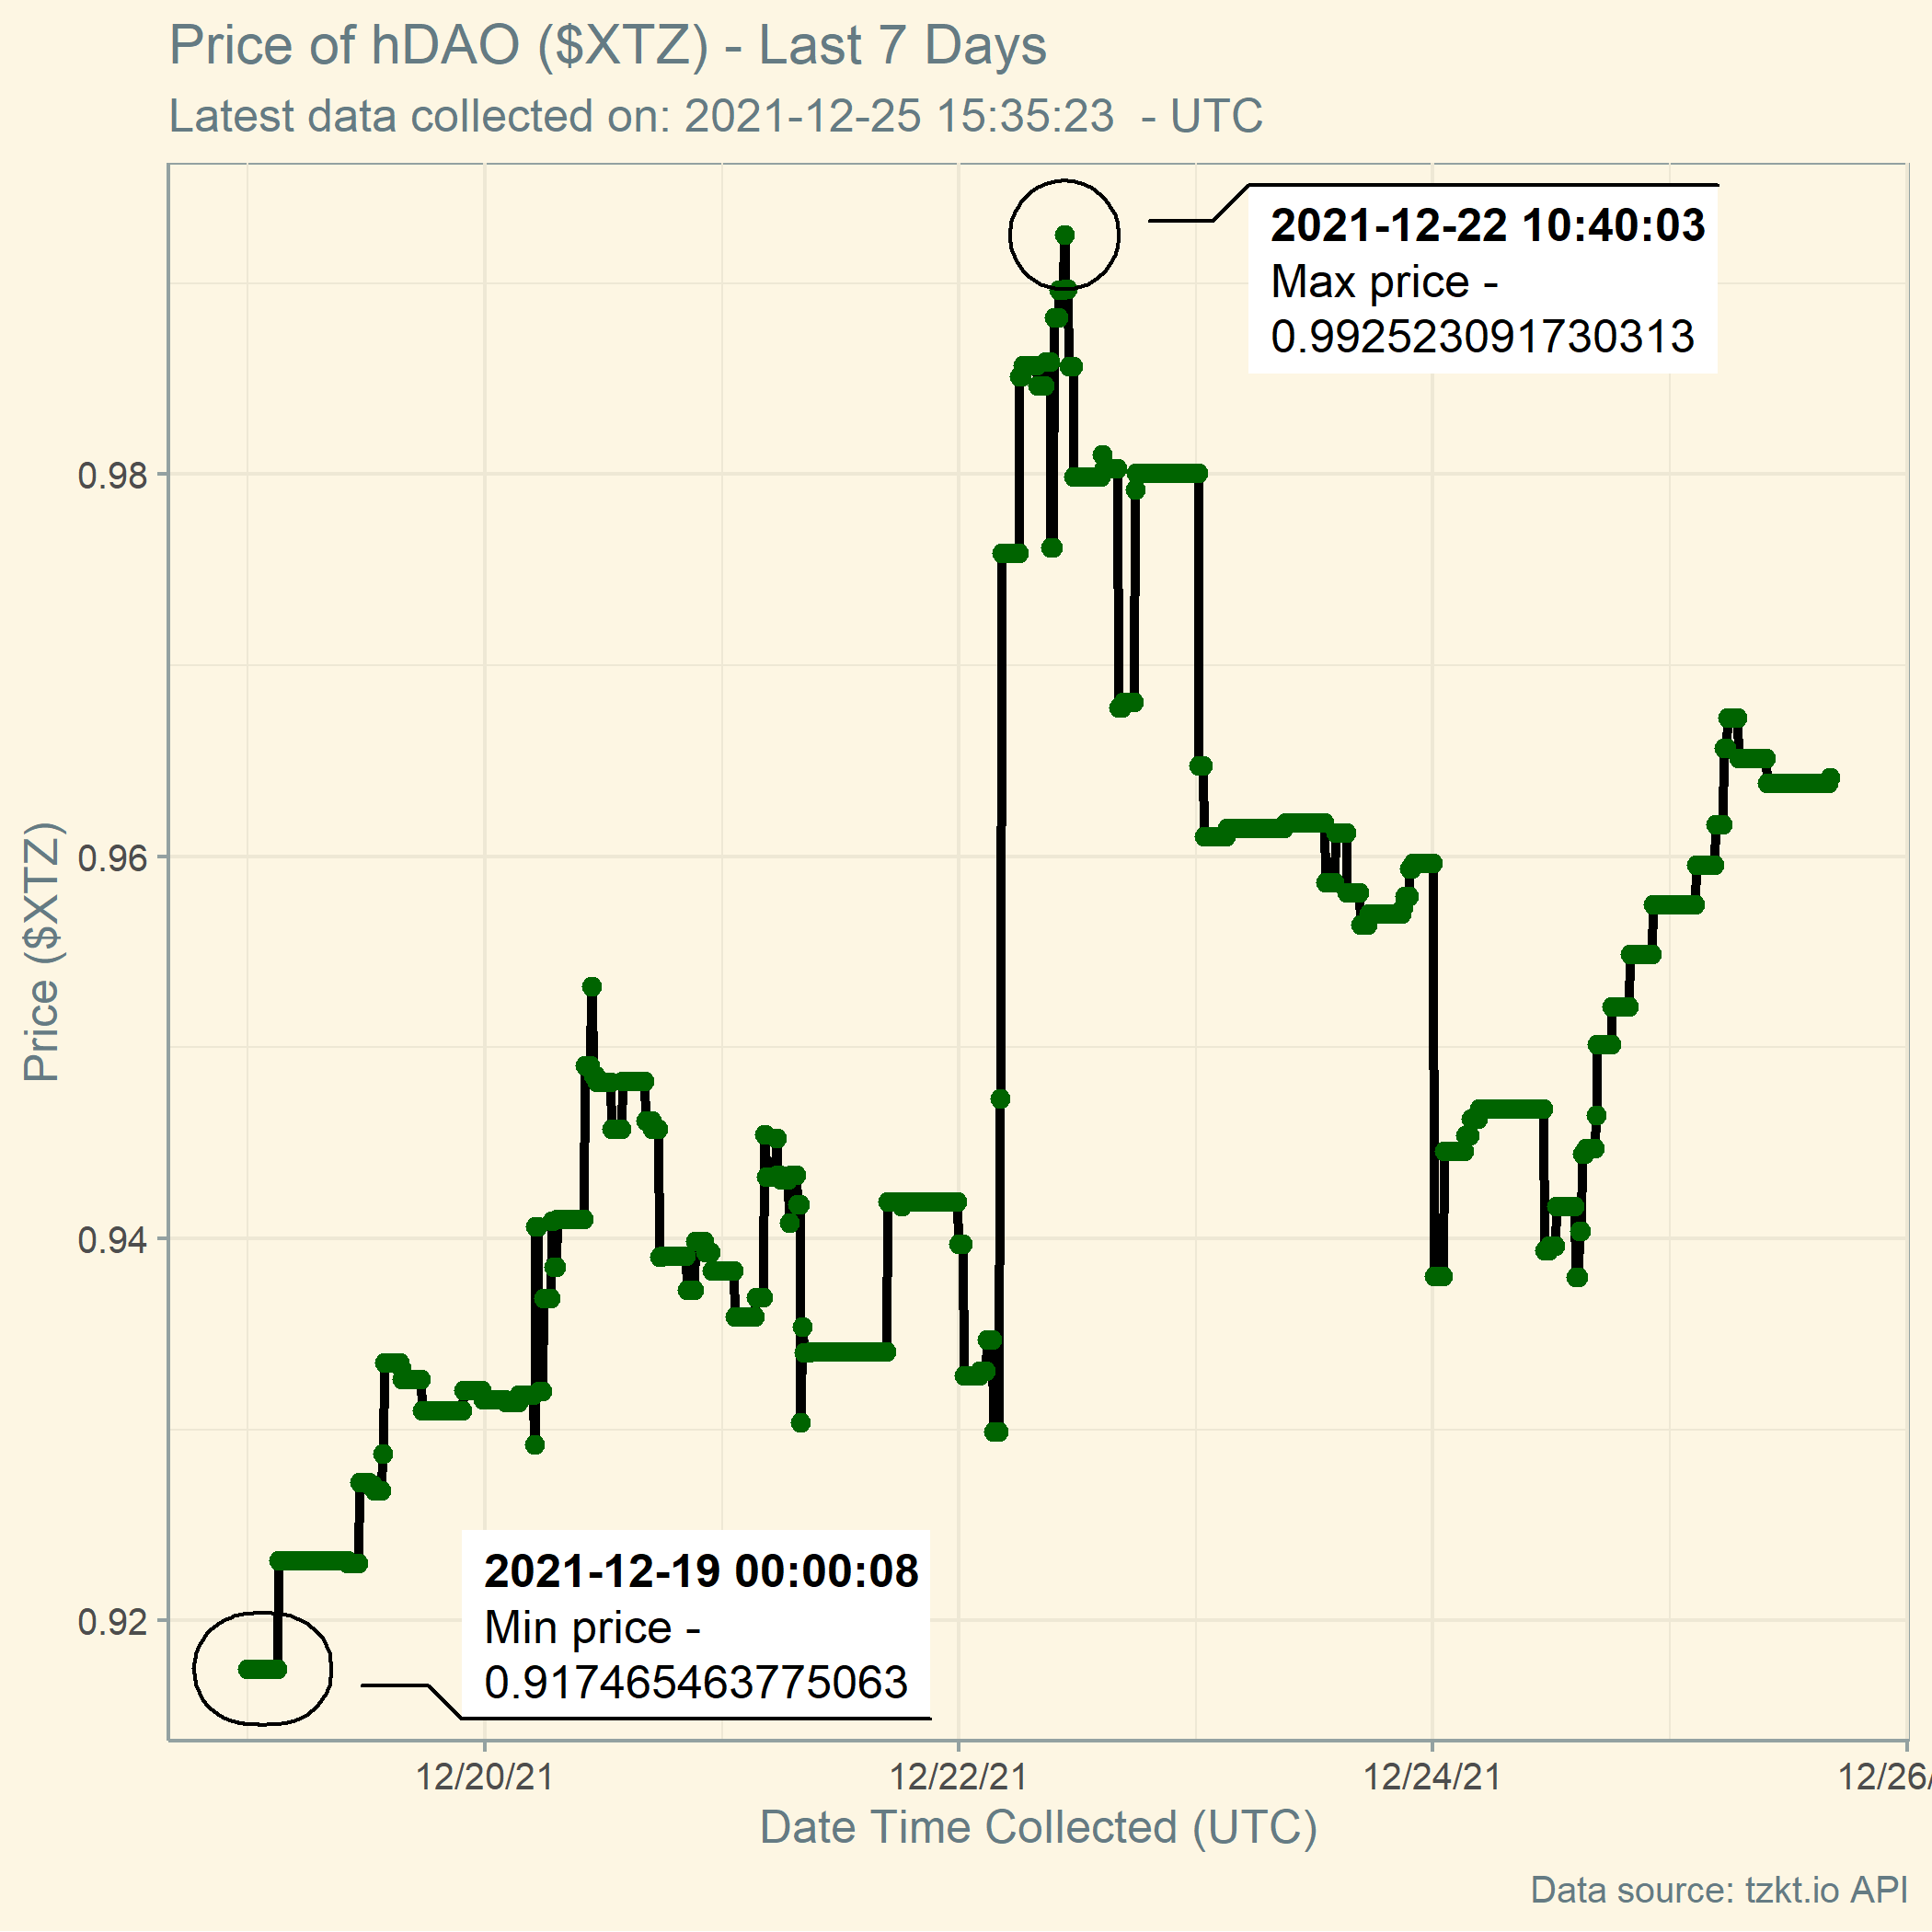 Price of hDAO ($XTZ) - Last 7 Days
Latest data collected on: 2021-12-25 15:35:23 - UTC
2021-12-22 10:40:03
Max price -
0.992523091730313
0.98
0.96
0.94
0.92
Price ($XTZ)
2021-12-19 00:00:08
Min price -
0.917465463775063
12/20/21
12/22/21
12/24/21
12/26/
Date Time Collected (UTC)
Data source: tzkt.io API